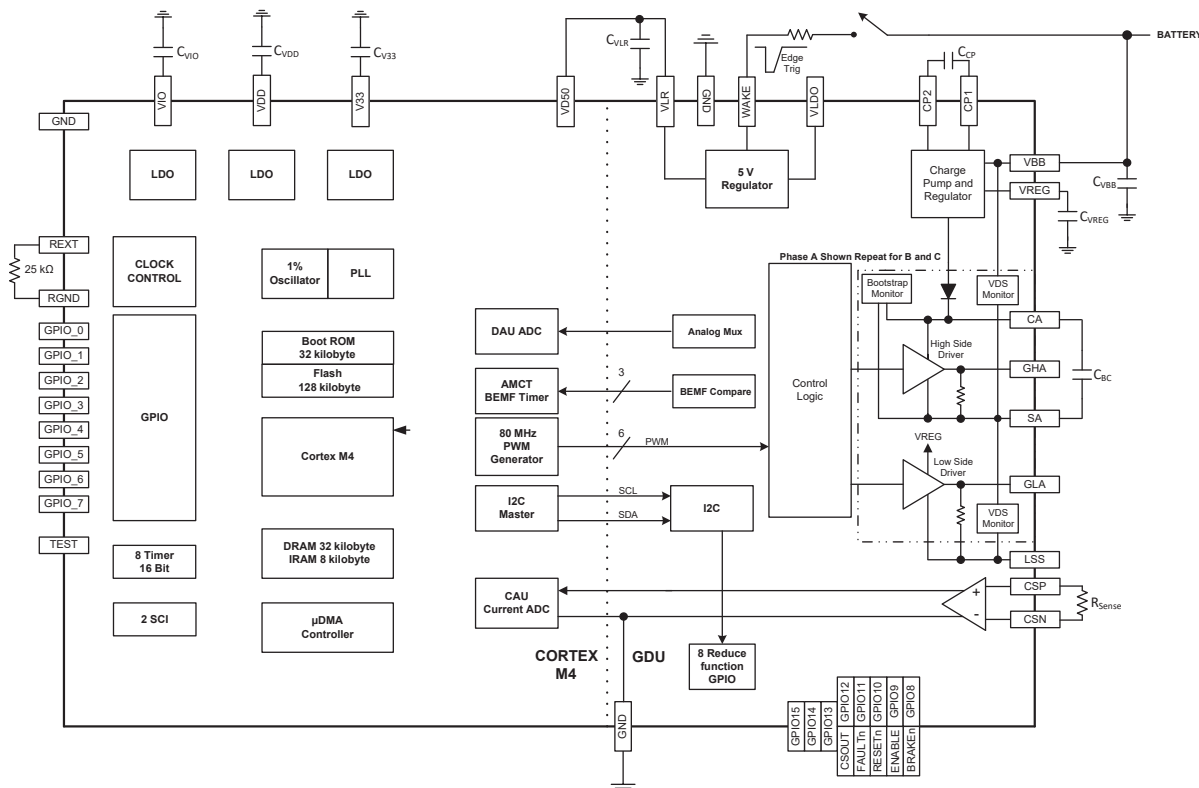 BATTERY
CVIO
CVDD
CV33
CVLR
Edge
Trig
CCP
VIO
VDD
V33
VD50
VLR
GND
WAKE
VLDO
CP2
CP1
GND
LDO
LDO
LDO
5 V
Regulator
Charge
Pump and
Regulator
VBB
VREG
CVBB
CVREG
REXT
25 kΩ
RGND
CLOCK
CONTROL
1%
Oscillator
PLL
Phase A Shown Repeat for B and C
Bootstrap
Monitor
VDS
Monitor
GPIO_0
GPIO_1
GPIO_2
GPIO_3
GPIO_4
GPIO_5
GPIO_6
GPIO_7
TEST
GPIO
Boot ROM
32 kilobyte
Flash
128 kilobyte
Cortex M4
DAU ADC
Analog Mux
AMCT
BEMF Timer
3
BEMF Compare
80 MHz
PWM
Generator
6
PWM
I2C
Master
SCL
SDA
I2C
Control
Logic
High Side
Driver
VREG
Low Side
Driver
VDS
Monitor
CA
GHA
CBC
SA
GLA
LSS
8 Timer
16 Bit
DRAM 32 kilobyte
IRAM 8 kilobyte
2 SCI
µDMA
Controller
CAU
Current ADC
+
-
CSP
CSN
RSense
CORTEX
M4
GDU
8 Reduce
function
GPIO
GND
GPIO15
GPIO14
GPIO13
CSOUT GPIO12
FAULTn GPIO11
RESETn GPIO10
ENABLE GPIO9
BRAKEn GPIO8